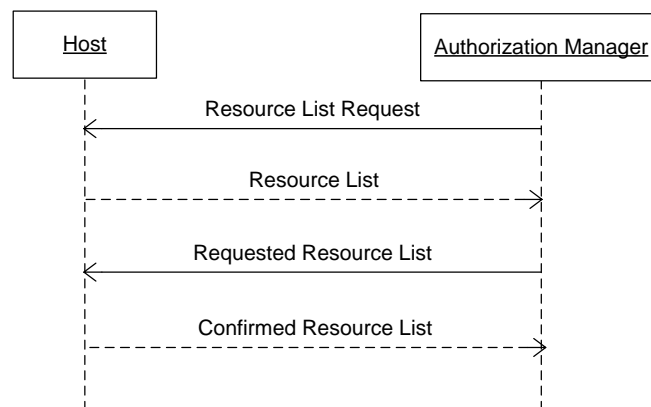 Host
Authorization Manager
Resource List Request
Resource List
Requested Resource List
Confirmed Resource List